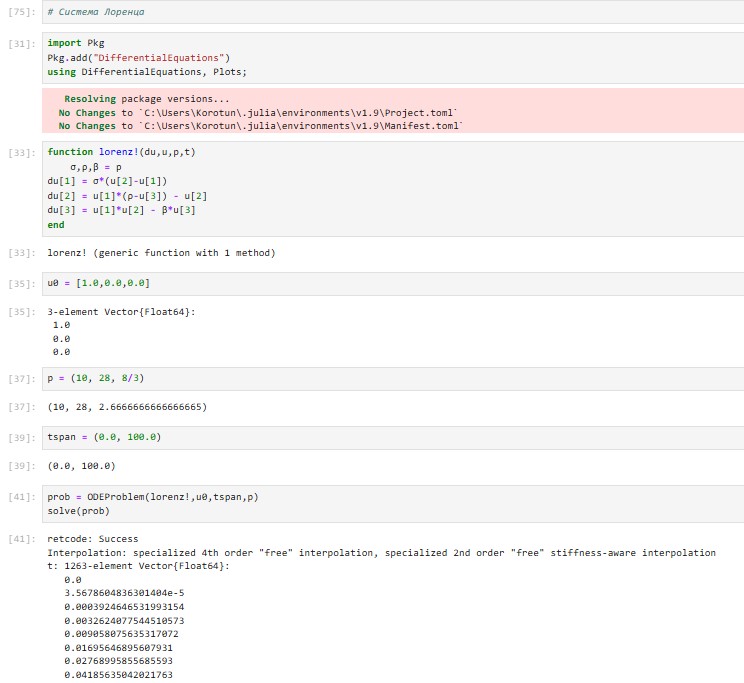 [75]: # Система Лоренца
[31]: import Pkg
Pkg.add("DifferentialEquations")
using DifferentialEquations, Plots;
Resolving package versions...
No Changes to `C:\Users\Korotun\.julia\environments\v1.9\Project.toml`
No Changes to `C:\Users\Korotun\.julia\environments\v1.9\Manifest.toml`
[33]: function lorenz!(du,u,p,t)
σ,ρ,β = p
du[1] = σ*(u[2]-u[1])
du[2] = u[1]*(ρ-u[3]) - u[2]
du[3] = u[1]*u[2] - β*u[3]
end
[33]: lorenz! (generic function with 1 method)
[35]: u0 = [1.0,0.0,0.0]
[35]: 3-element Vector{Float64}:
1.0
0.0
0.0
[37]: p = (10, 28, 8/3)
[37]: (10, 28, 2.6666666666666665)
[39]: tspan = (0.0, 100.0)
[39]: (0.0, 100.0)
[41]: prob = ODEProblem(lorenz!,u0,tspan,p)
solve(prob)
[41]: retcode: Success
Interpolation: specialized 4th order "free" interpolation, specialized 2nd order "free" stiffness-aware interpolation
t: 1263-element Vector{Float64}:
0.0
3.5678604836301404e-5
0.0003924646531993154
0.0032624077544510573
0.009058075635317072
0.01695646895607931
0.02768995855685593
0.04185635042021763